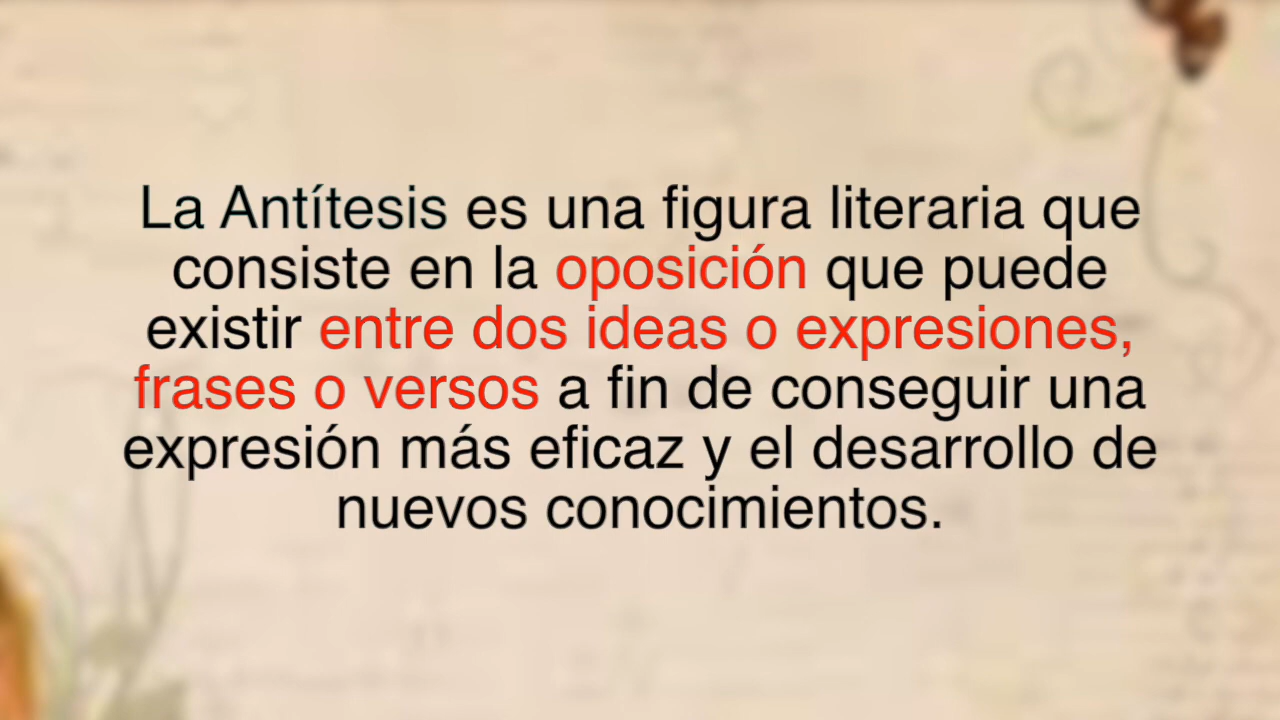 La Antítesis es una figura literaria que
consiste en la oposición que puede
existir entre dos ideas o expresiones,
frases o versos a fin de conseguir una
expresión más eficaz y el desarrollo de
nuevos conocimientos.